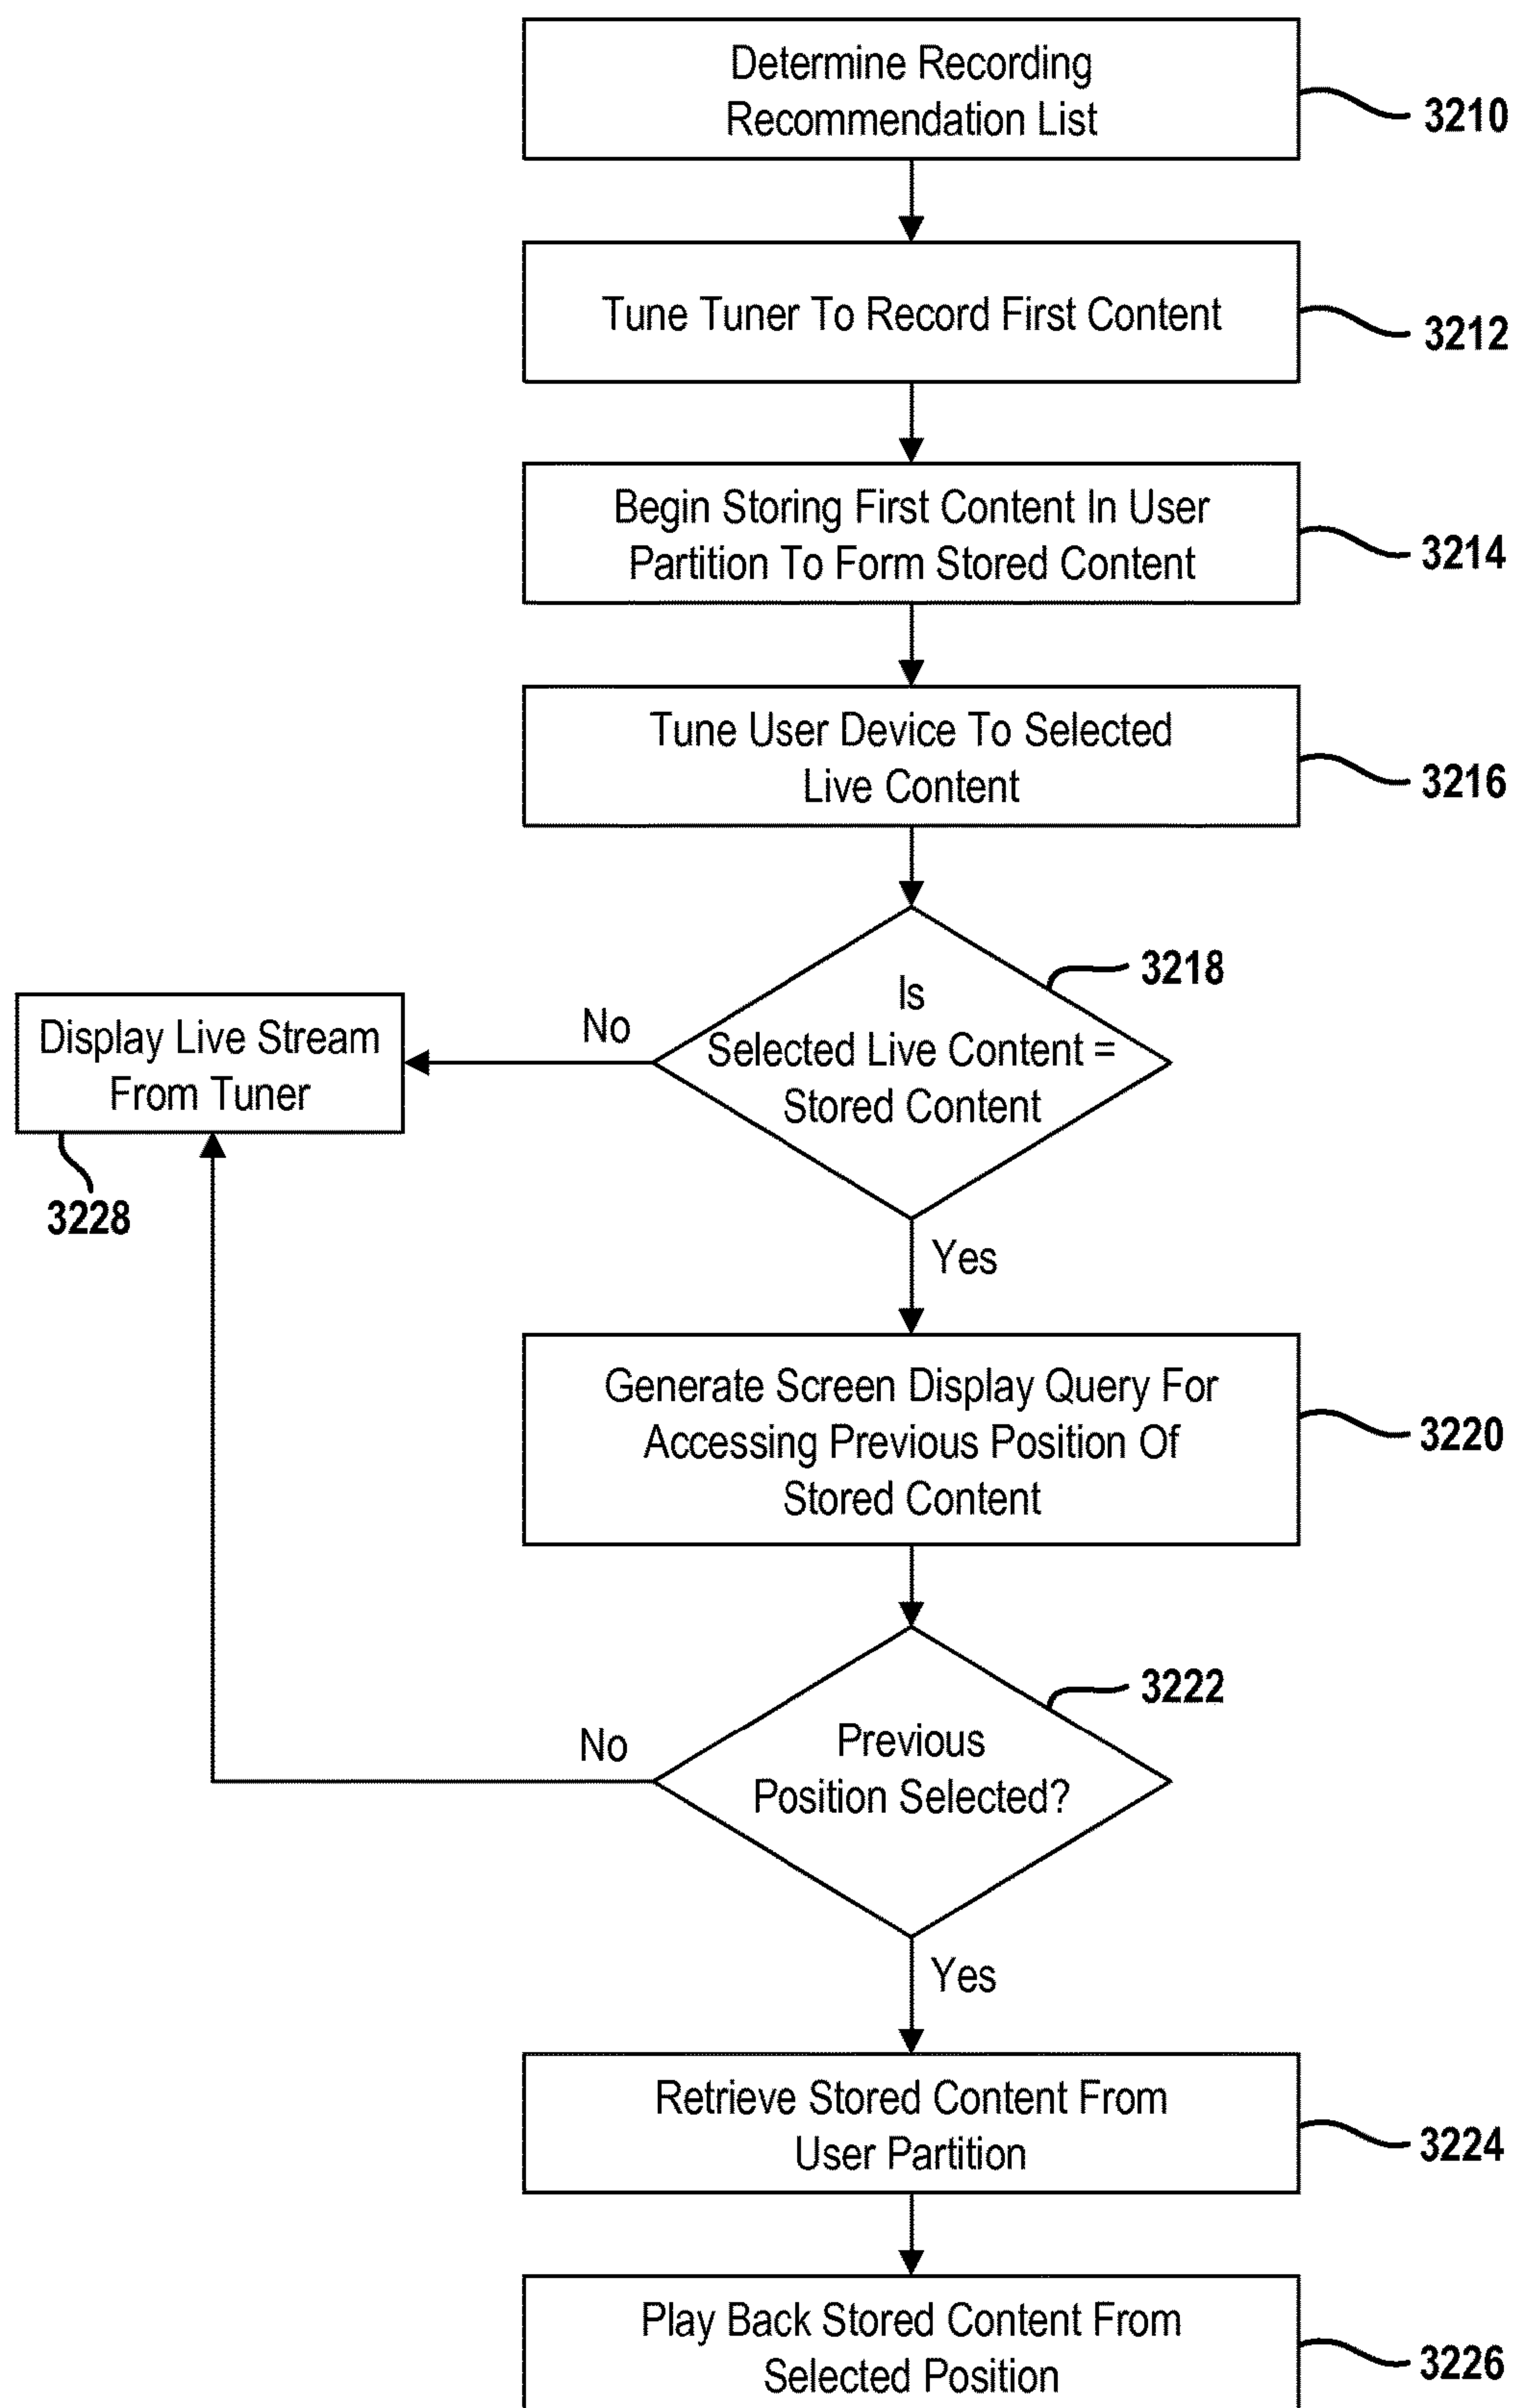 Determine Recording
Recommendation List
3210
Tune Tuner To Record First Content
3212
Begin Storing First Content In User
Partition To Form Stored Content
3214
Tune User Device To Selected
Live Content
3216
3218
Is
Selected Live Content =
Stored Content
No
Display Live Stream
From Tuner
3228
Yes
Generate Screen Display Query For
Accessing Previous Position Of
Stored Content
3220
3222
Previous
Position Selected?
No
Yes
Retrieve Stored Content From
User Partition
3224
Play Back Stored Content From
Selected Position
3226